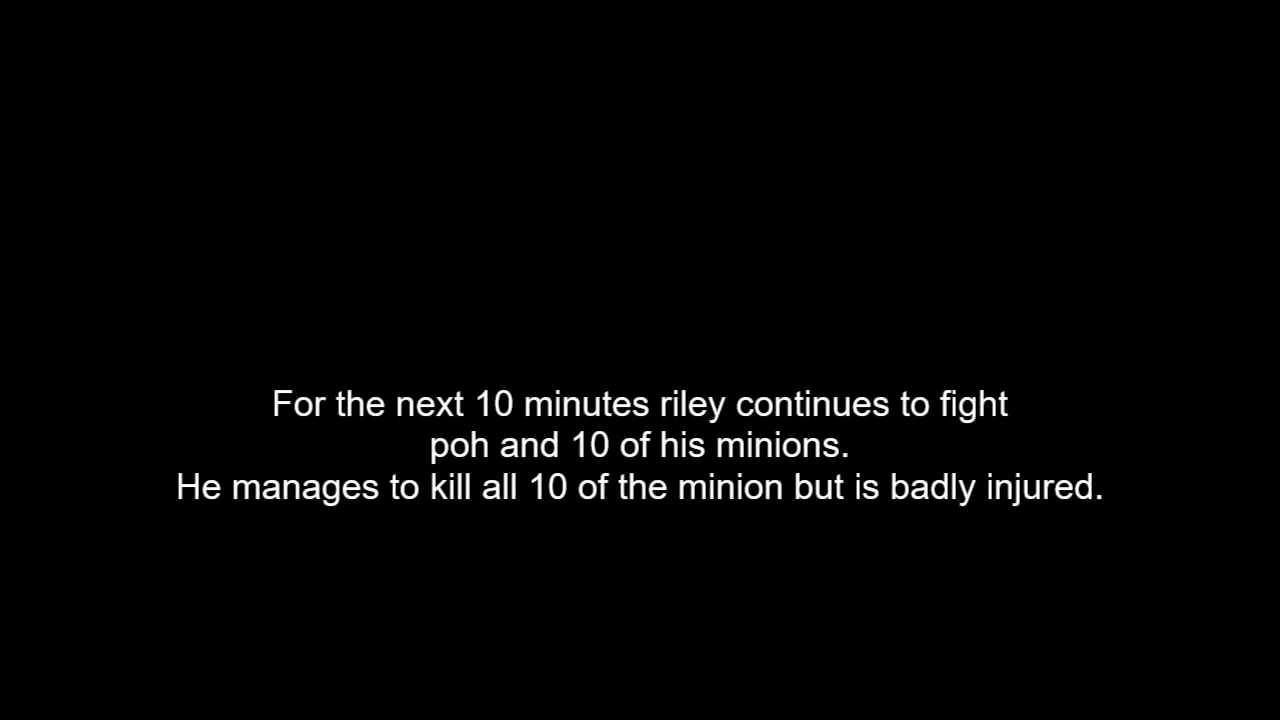 For the next 10 minutes riley continues to fight
poh and 10 of his minions.
He manages to kill all 10 of the minion but is badly injured.